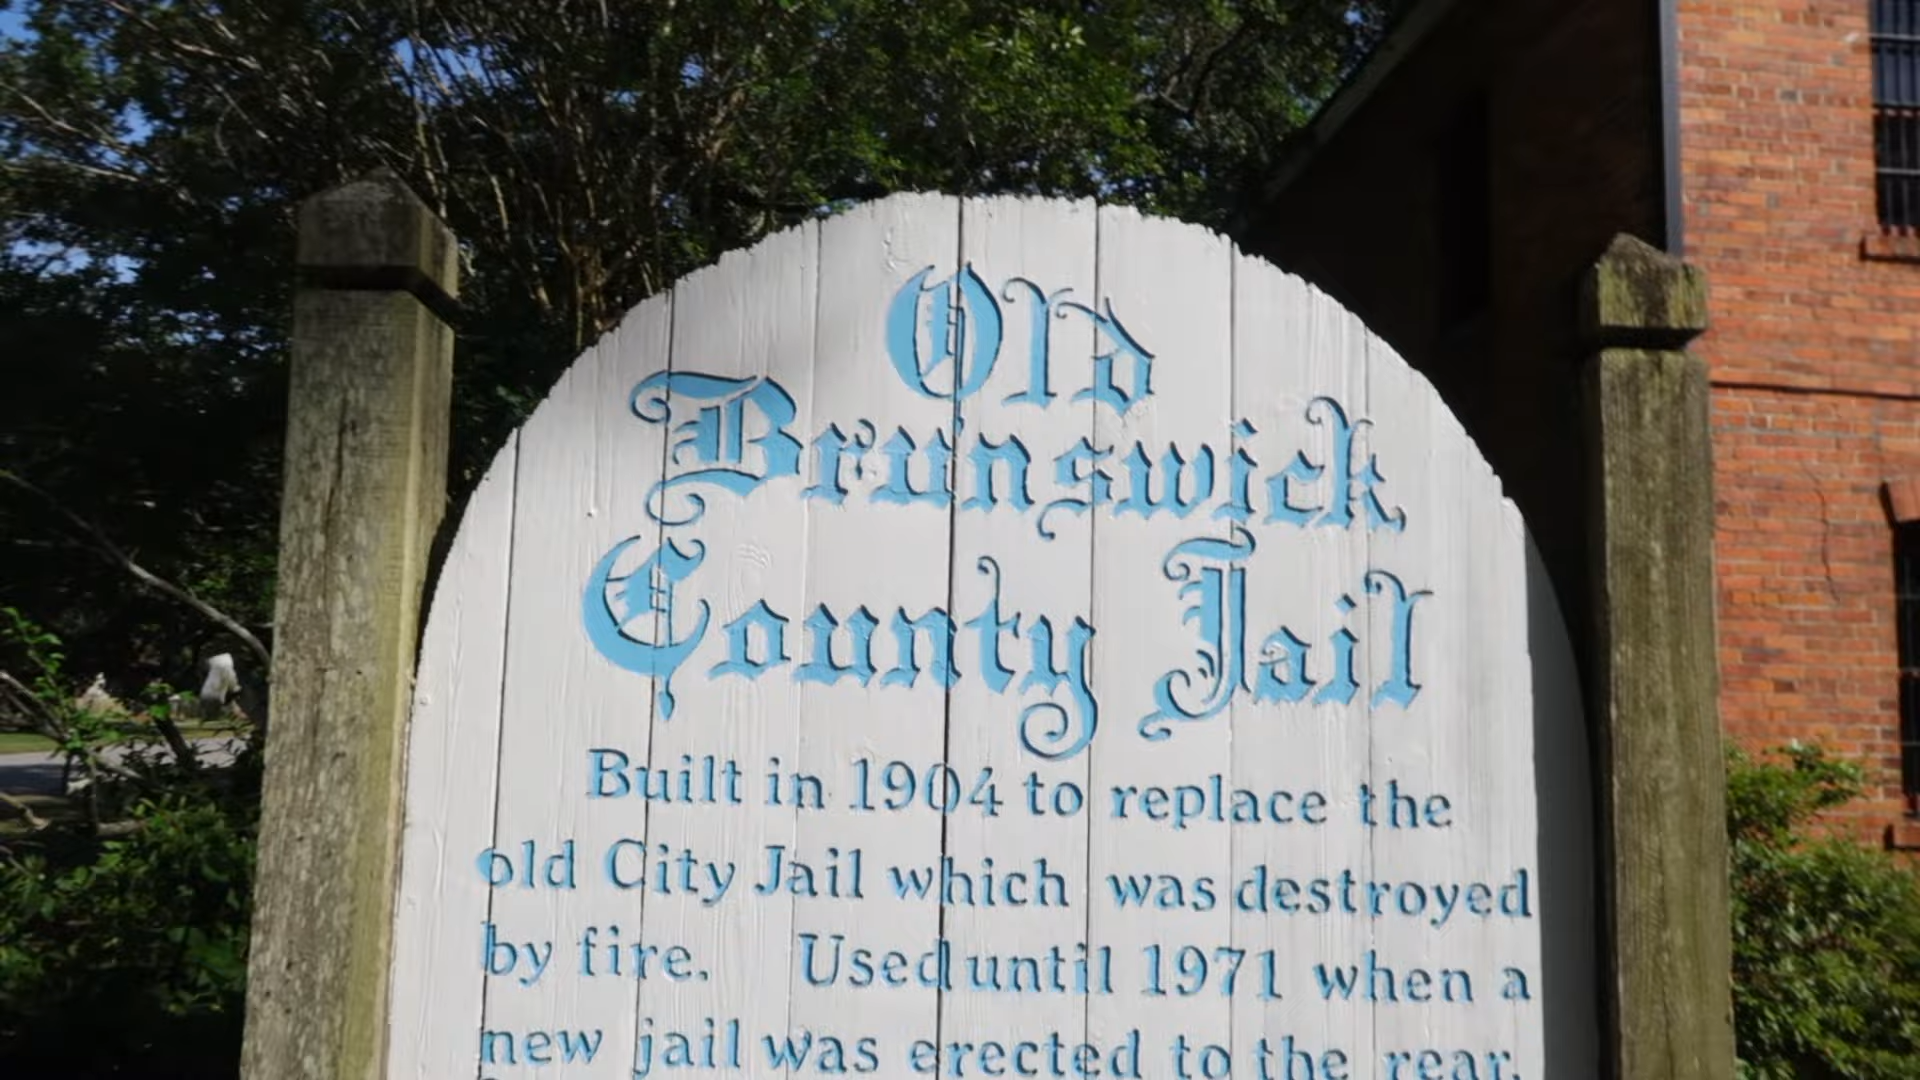 Old
Brunswick
County Jail
Built in 1904 to replace the
old City Jail which was destroyed
by fire. Used until 1971 when a
new jail was erected to the rear.